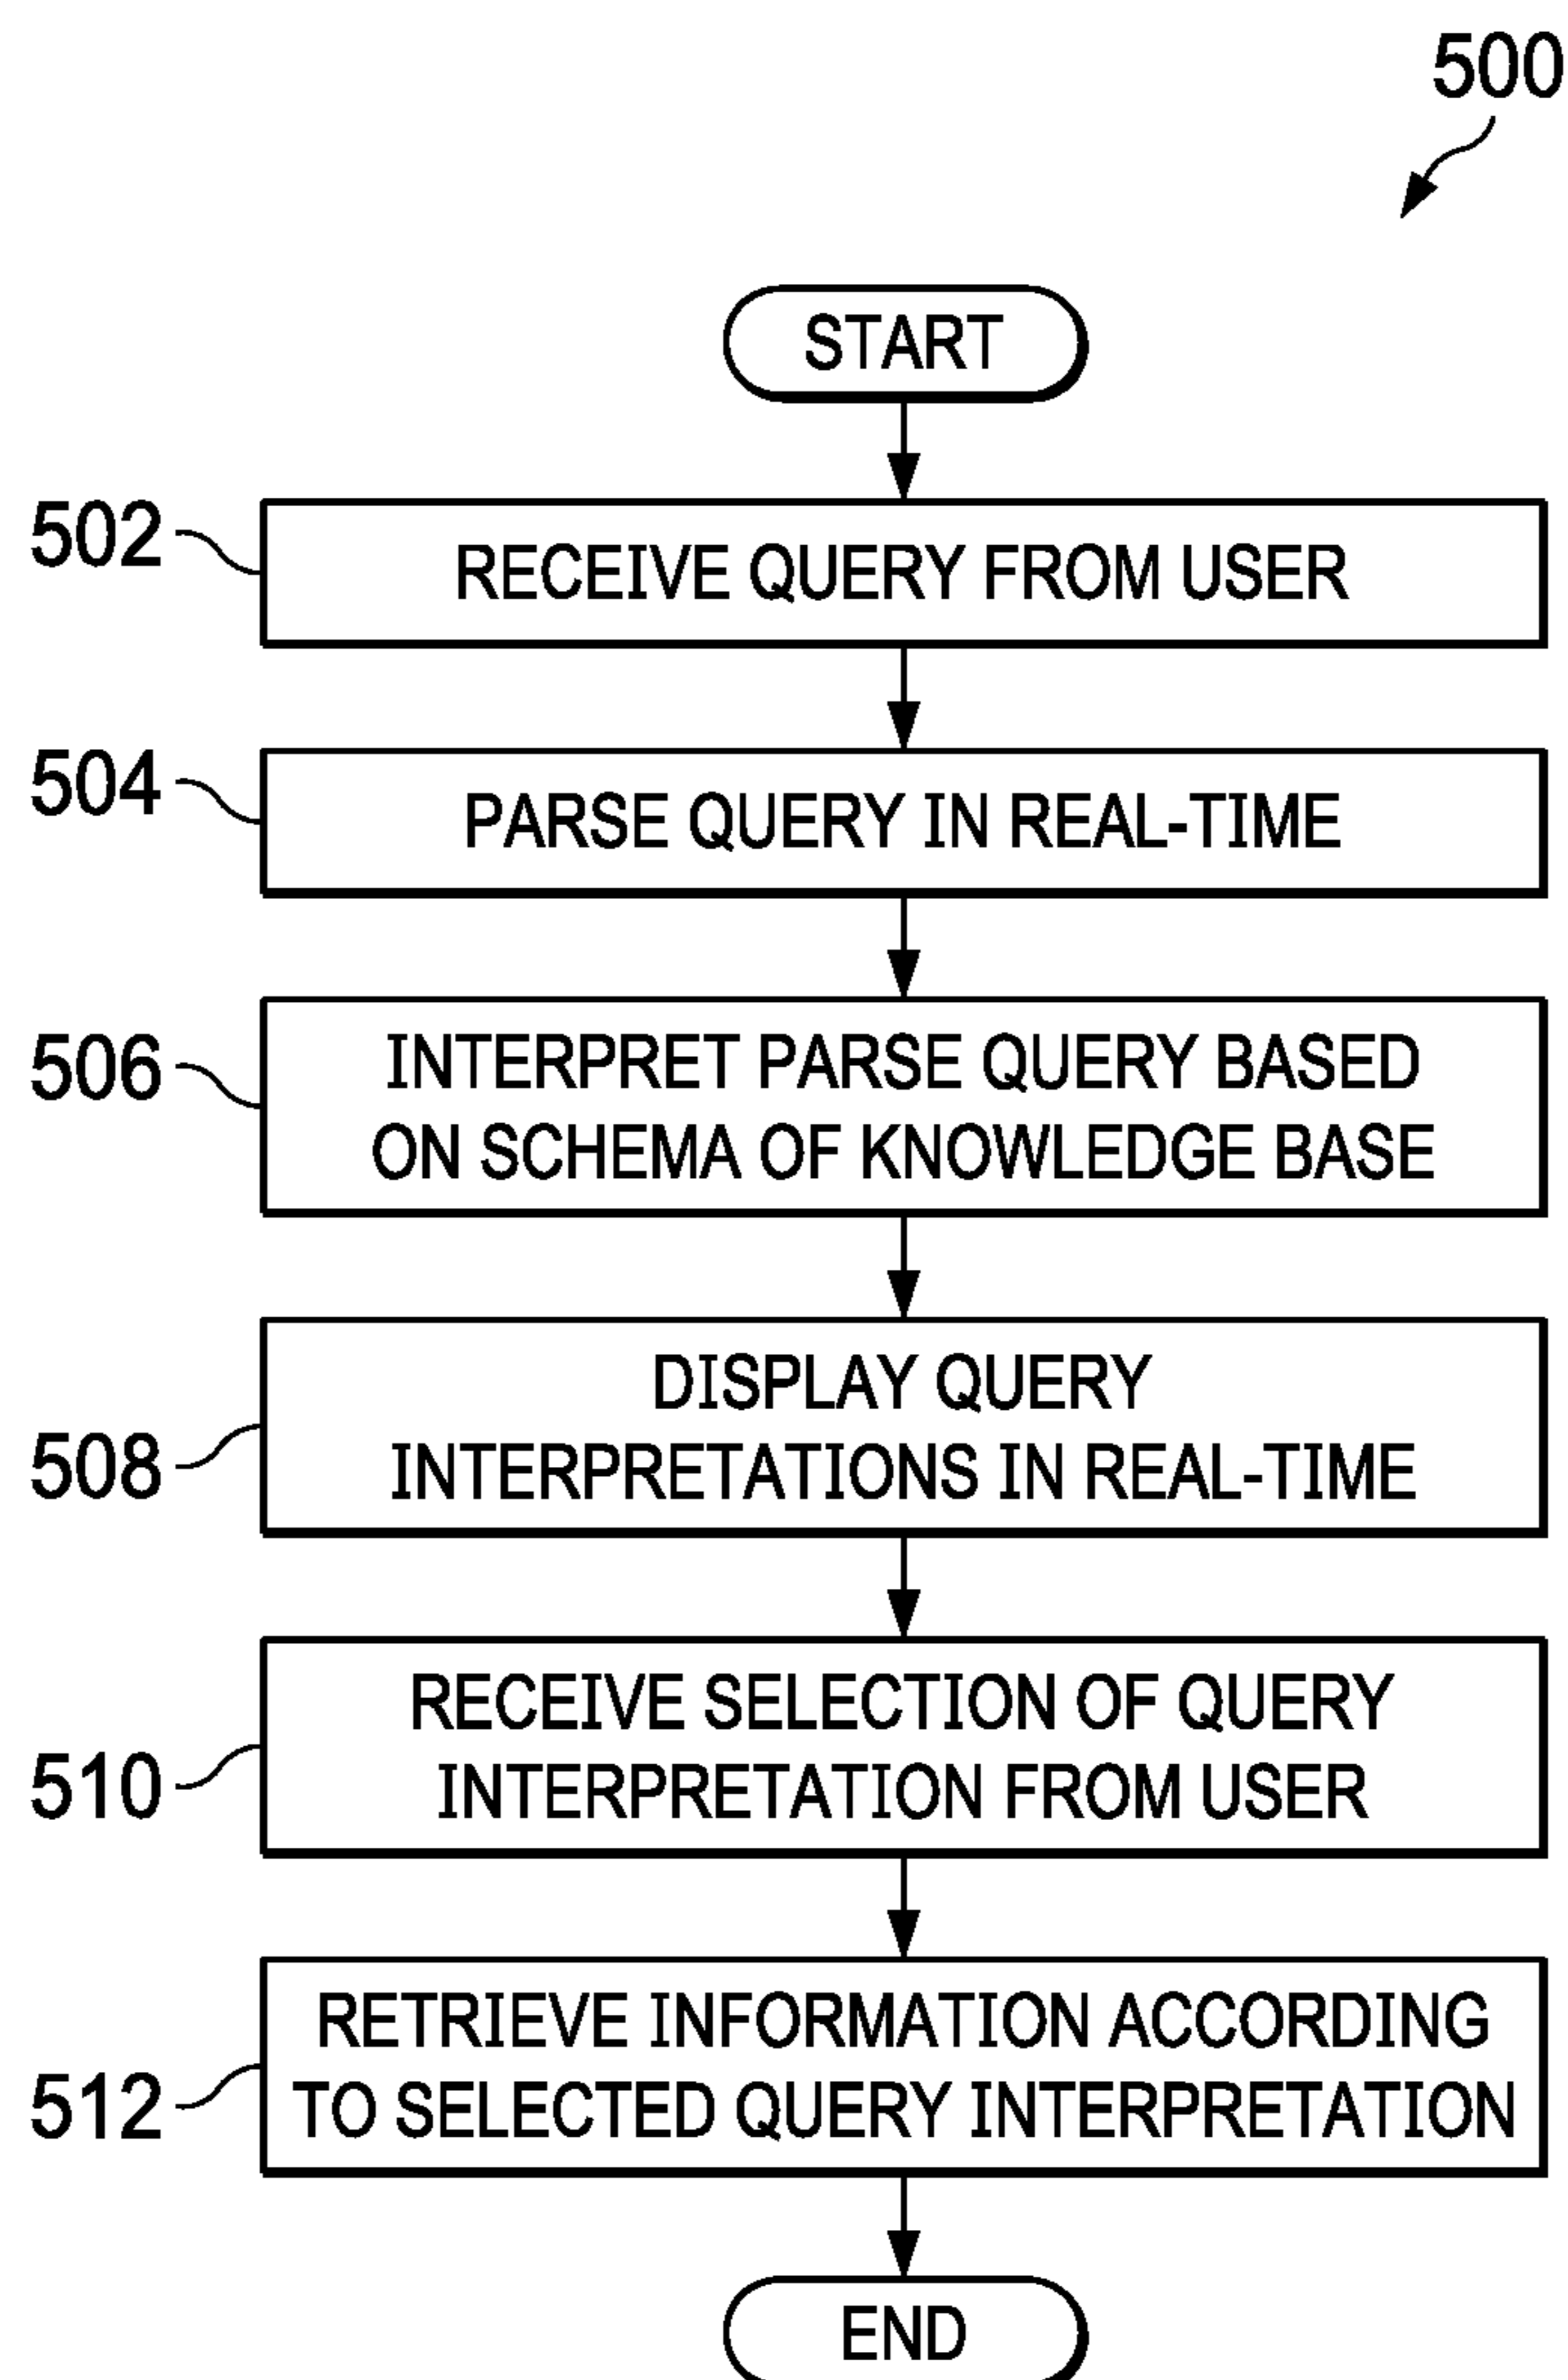 500
START
502
RECEIVE QUERY FROM USER
504
PARSE QUERY IN REAL-TIME
506
INTERPRET PARSE QUERY BASED
ON SCHEMA OF KNOWLEDGE BASE
508
DISPLAY QUERY
INTERPRETATIONS IN REAL-TIME
510
RECEIVE SELECTION OF QUERY
INTERPRETATION FROM USER
512
RETRIEVE INFORMATION ACCORDING
TO SELECTED QUERY INTERPRETATION
END